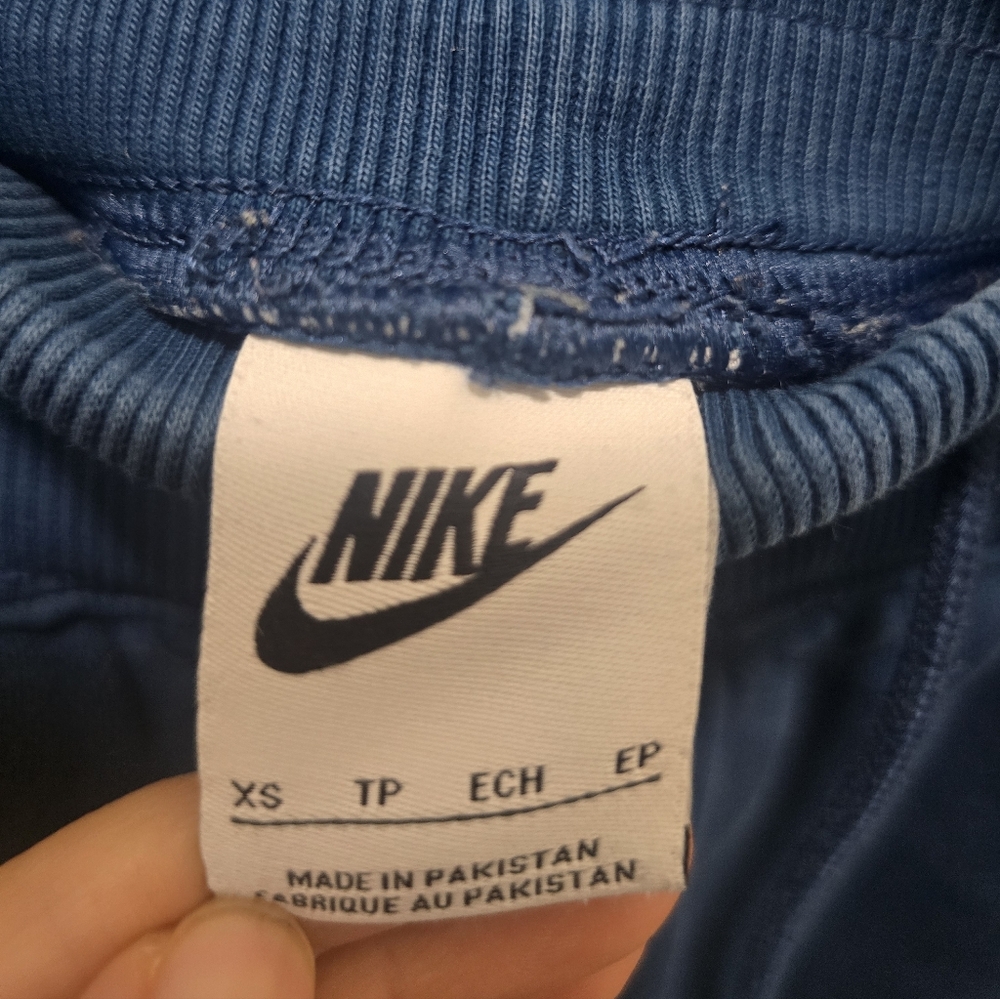 NIKE
XS TP ECH EP
MADE IN PAKISTAN
FABRIQUE AU PAKISTAN